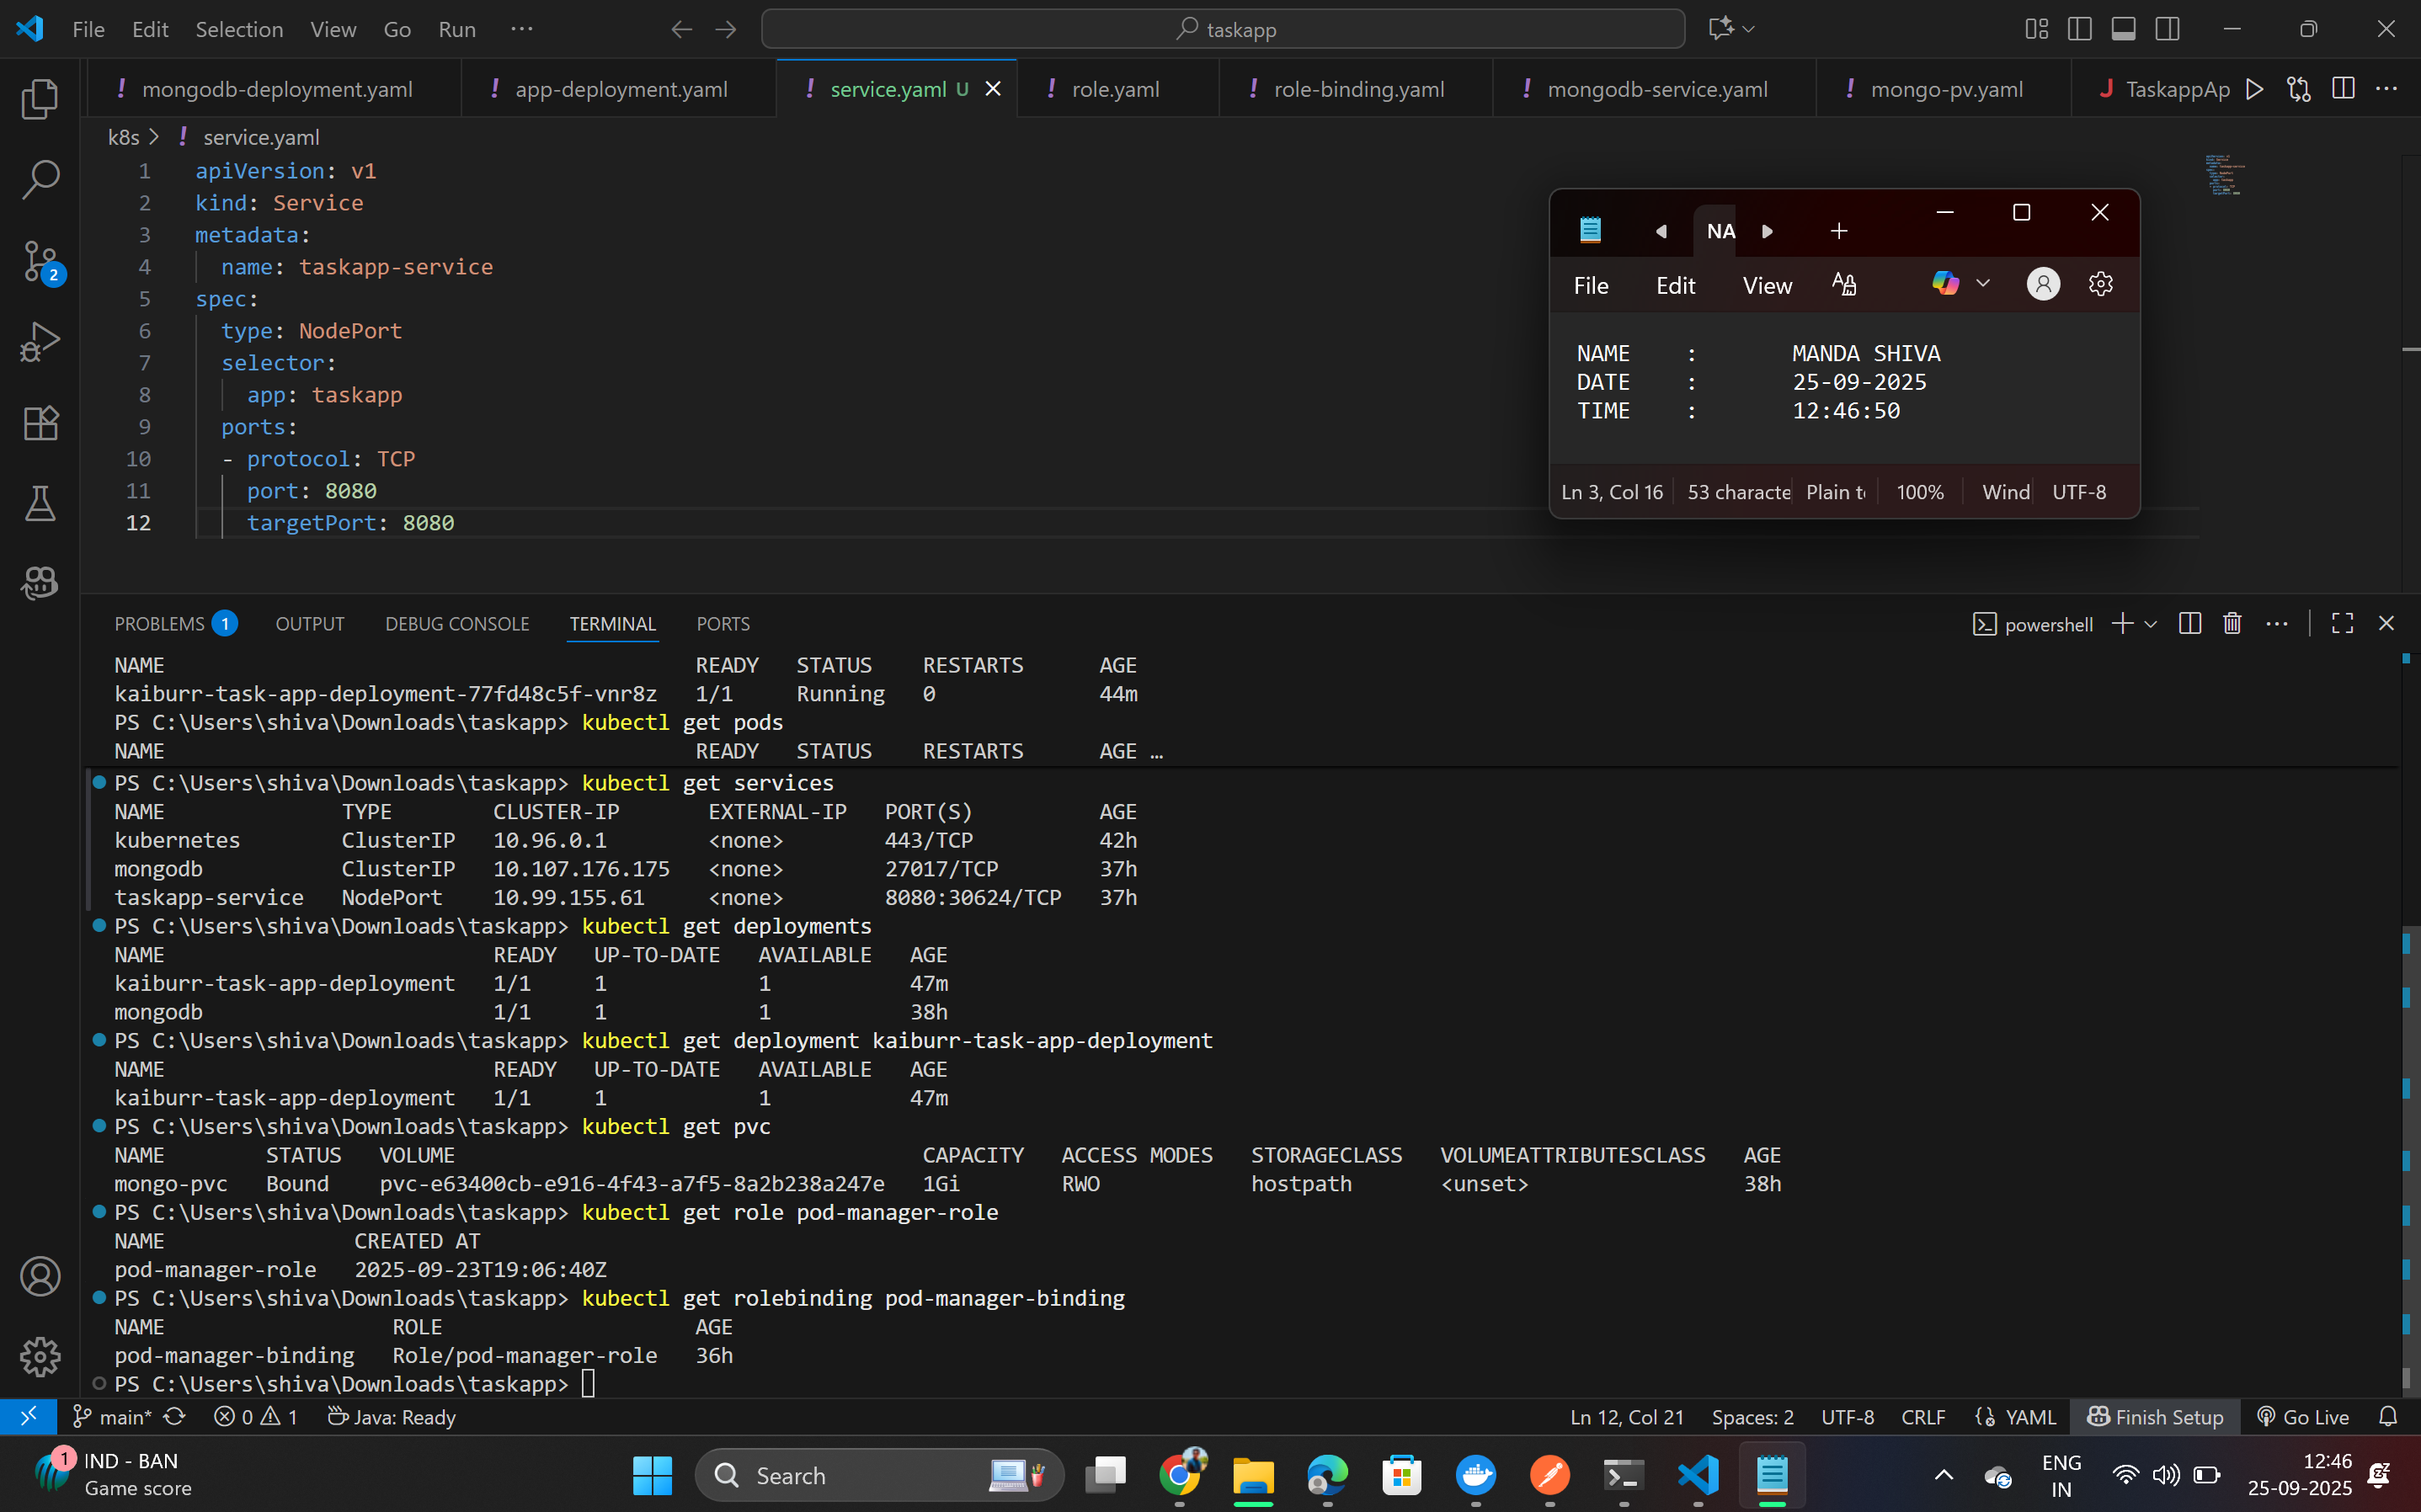 File Edit Selection View Go Run ···
taskapp
! mongodb-deployment.yaml ! app-deployment.yaml ! service.yaml U ! role.yaml ! role-binding.yaml ! mongodb-service.yaml ! mongo-pv.yaml J TaskappAp
k8s > ! service.yaml
1 apiVersion: v1
2 kind: Service
3 metadata:
4   name: taskapp-service
5 spec:
6   type: NodePort
7   selector:
8     app: taskapp
9   ports:
10   - protocol: TCP
11     port: 8080
12     targetPort: 8080
NA
File Edit View
NAME : MANDA SHIVA
DATE : 25-09-2025
TIME : 12:46:50
Ln 3, Col 16 53 characte Plain t 100% Wind UTF-8
PROBLEMS 1 OUTPUT DEBUG CONSOLE TERMINAL PORTS
powershell
NAME READY STATUS RESTARTS AGE
kaiburr-task-app-deployment-77fd48c5f-vnr8z 1/1 Running 0 44m
PS C:\Users\shiva\Downloads\taskapp> kubectl get pods
NAME READY STATUS RESTARTS AGE …
PS C:\Users\shiva\Downloads\taskapp> kubectl get services
NAME TYPE CLUSTER-IP EXTERNAL-IP PORT(S) AGE
kubernetes ClusterIP 10.96.0.1 <none> 443/TCP 42h
mongodb ClusterIP 10.107.176.175 <none> 27017/TCP 37h
taskapp-service NodePort 10.99.155.61 <none> 8080:30624/TCP 37h
PS C:\Users\shiva\Downloads\taskapp> kubectl get deployments
NAME READY UP-TO-DATE AVAILABLE AGE
kaiburr-task-app-deployment 1/1 1 1 47m
mongodb 1/1 1 1 38h
PS C:\Users\shiva\Downloads\taskapp> kubectl get deployment kaiburr-task-app-deployment
NAME READY UP-TO-DATE AVAILABLE AGE
kaiburr-task-app-deployment 1/1 1 1 47m
PS C:\Users\shiva\Downloads\taskapp> kubectl get pvc
NAME STATUS VOLUME CAPACITY ACCESS MODES STORAGECLASS VOLUMEATTRIBUTESCLASS AGE
mongo-pvc Bound pvc-e63400cb-e916-4f43-a7f5-8a2b238a247e 1Gi RWO hostpath <unset> 38h
PS C:\Users\shiva\Downloads\taskapp> kubectl get role pod-manager-role
NAME CREATED AT
pod-manager-role 2025-09-23T19:06:40Z
PS C:\Users\shiva\Downloads\taskapp> kubectl get rolebinding pod-manager-binding
NAME ROLE AGE
pod-manager-binding Role/pod-manager-role 36h
PS C:\Users\shiva\Downloads\taskapp>
2
main* 0 1 Java: Ready Ln 12, Col 21 Spaces: 2 UTF-8 CRLF YAML Finish Setup Go Live
1 IND - BAN
Game score
Search
ENG
IN
12:46
25-09-2025